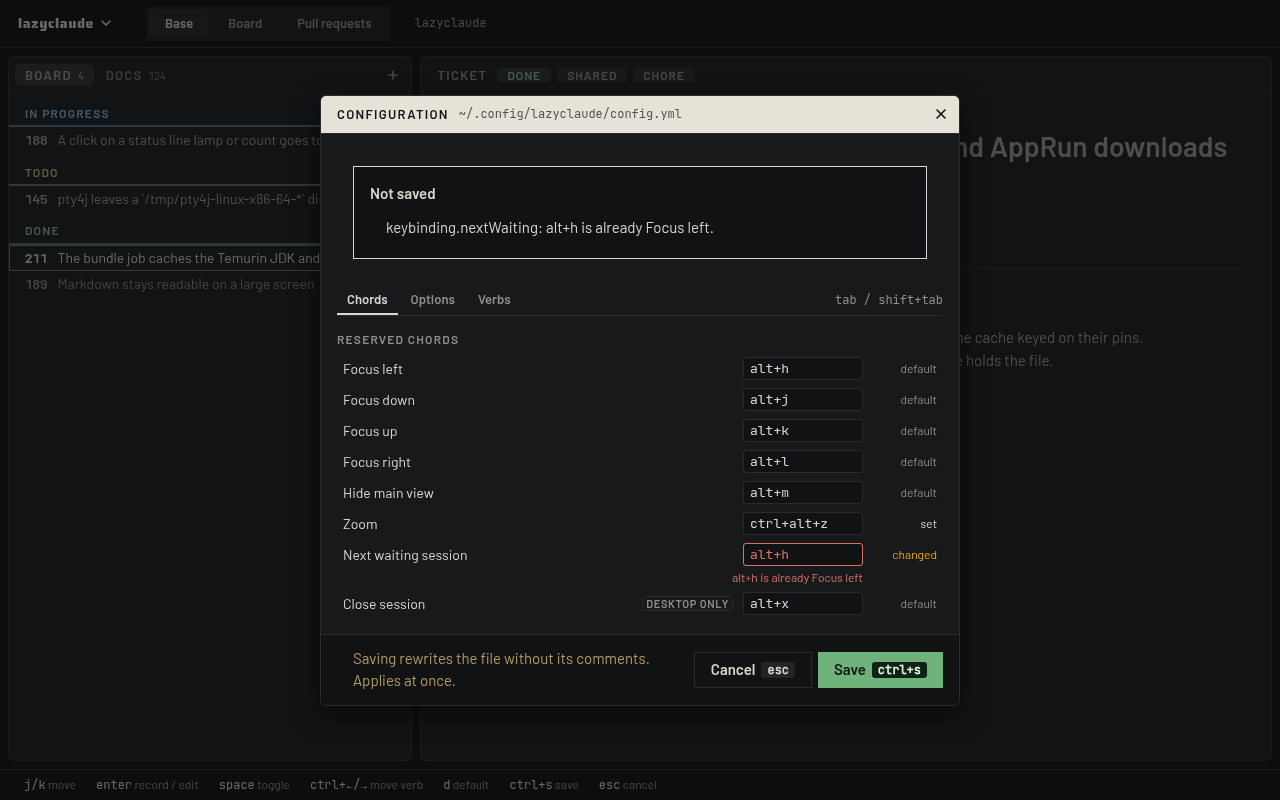 lazyclaude
Base
Board
Pull requests
lazyclaude
BOARD 4
DOCS 124
+
TICKET
DONE
SHARED
CHORE
IN PROGRESS
188 A click on a status line lamp or count goes to
TODO
145 pty4j leaves a `/tmp/pty4j-linux-x86-64-*` di
DONE
211 The bundle job caches the Temurin JDK and
189 Markdown stays readable on a large screen
nd AppRun downloads
ne cache keyed on their pins.
e holds the file.
CONFIGURATION ~/.config/lazyclaude/config.yml
Not saved
keybinding.nextWaiting: alt+h is already Focus left.
Chords
Options
Verbs
tab / shift+tab
RESERVED CHORDS
Focus left alt+h default
Focus down alt+j default
Focus up alt+k default
Focus right alt+l default
Hide main view alt+m default
Zoom ctrl+alt+z set
Next waiting session alt+h changed
alt+h is already Focus left
Close session DESKTOP ONLY alt+x default
Saving rewrites the file without its comments.
Applies at once.
Cancel esc
Save ctrl+s
j/k move enter record / edit space toggle ctrl+←/→ move verb d default ctrl+s save esc cancel